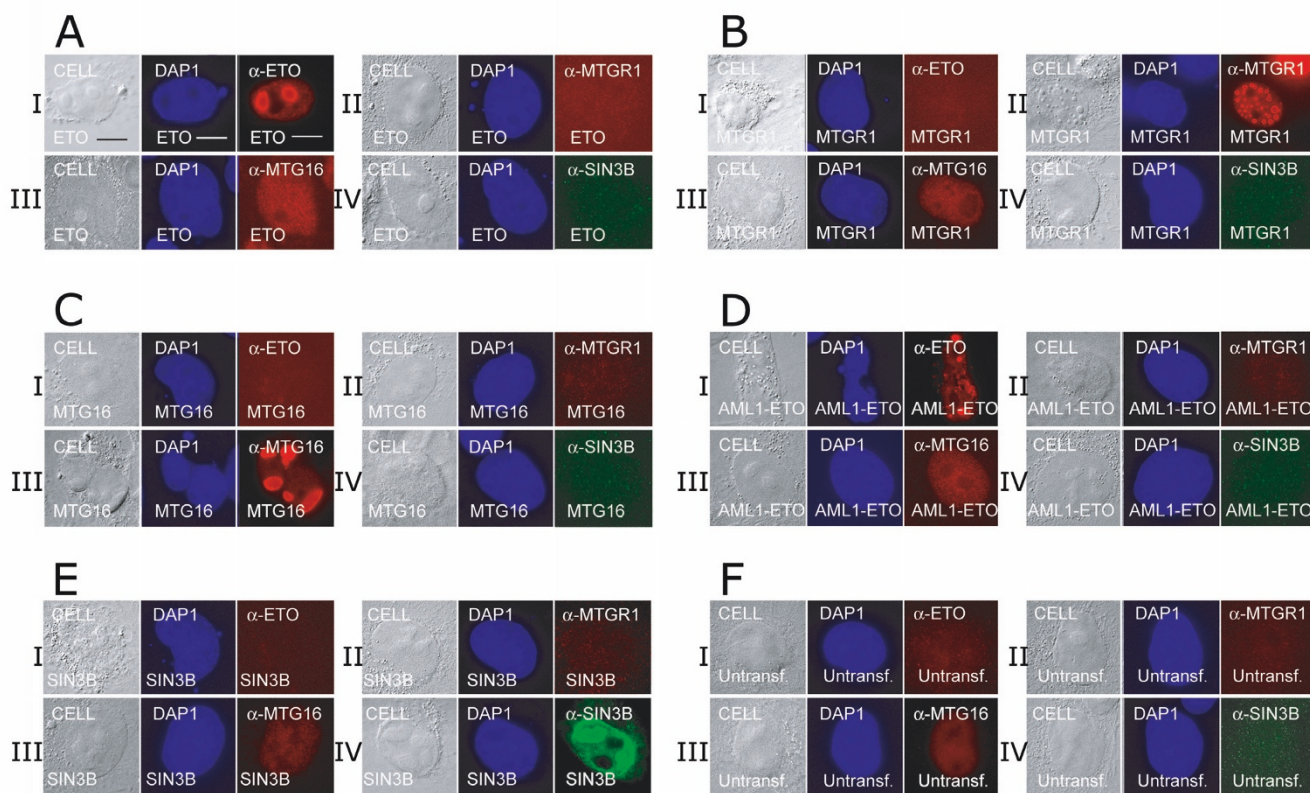 A
B
CELL DAP1 α-ETO
I
ETO ETO ETO
CELL DAP1 α-MTGR1
II
ETO ETO ETO
CELL DAP1 α-ETO
I
MTGR1 MTGR1 MTGR1
CELL DAP1 α-MTGR1
II
MTGR1 MTGR1 MTGR1
CELL DAP1 α-MTG16
III
ETO ETO ETO
CELL DAP1 α-SIN3B
IV
ETO ETO ETO
CELL DAP1 α-MTG16
III
MTGR1 MTGR1 MTGR1
CELL DAP1 α-SIN3B
IV
MTGR1 MTGR1 MTGR1
C
D
CELL DAP1 α-ETO
I
MTG16 MTG16 MTG16
CELL DAP1 α-MTGR1
II
MTG16 MTG16 MTG16
CELL DAP1 α-ETO
I
AML1-ETO AML1-ETO AML1-ETO
CELL DAP1 α-MTGR1
II
AML1-ETO AML1-ETO AML1-ETO
CELL DAP1 α-MTG16
III
MTG16 MTG16 MTG16
CELL DAP1 α-SIN3B
IV
MTG16 MTG16 MTG16
CELL DAP1 α-MTG16
III
AML1-ETO AML1-ETO AML1-ETO
CELL DAP1 α-SIN3B
IV
AML1-ETO AML1-ETO AML1-ETO
E
F
CELL DAP1 α-ETO
I
SIN3B SIN3B SIN3B
CELL DAP1 α-MTGR1
II
SIN3B SIN3B SIN3B
CELL DAP1 α-ETO
I
Untransf. Untransf. Untransf.
CELL DAP1 α-MTGR1
II
Untransf. Untransf. Untransf.
CELL DAP1 α-MTG16
III
SIN3B SIN3B SIN3B
CELL DAP1 α-SIN3B
IV
SIN3B SIN3B SIN3B
CELL DAP1 α-MTG16
III
Untransf. Untransf. Untransf.
CELL DAP1 α-SIN3B
IV
Untransf. Untransf. Untransf.